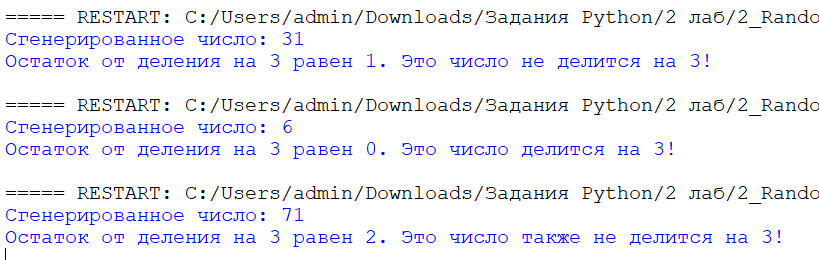 ===== RESTART: C:/Users/admin/Downloads/Задания Python/2 лаб/2_Rando
Сгенерированное число: 31
Остаток от деления на 3 равен 1. Это число не делится на 3!
===== RESTART: C:/Users/admin/Downloads/Задания Python/2 лаб/2_Rando
Сгенерированное число: 6
Остаток от деления на 3 равен 0. Это число делится на 3!
===== RESTART: C:/Users/admin/Downloads/Задания Python/2 лаб/2_Rando
Сгенерированное число: 71
Остаток от деления на 3 равен 2. Это число также не делится на 3!